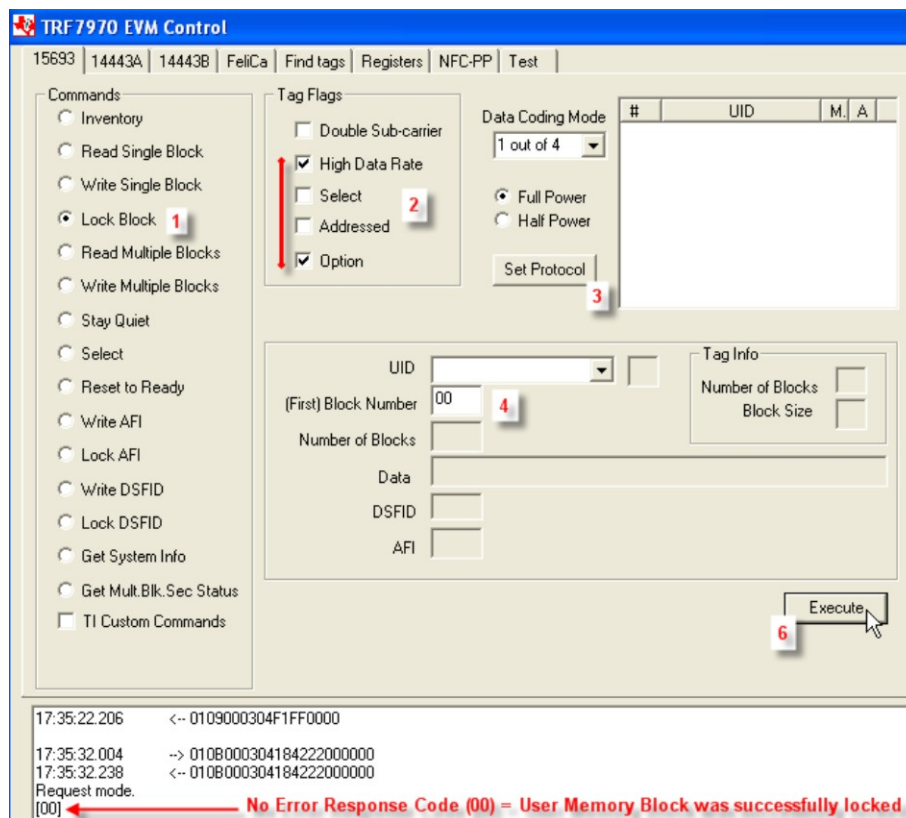 TRF7970 EVM Control
15693 14443A 14443B FeliCa Find tags Registers NFC-PP Test
Commands
Inventory
Read Single Block
Write Single Block
Lock Block 1
Read Multiple Blocks
Write Multiple Blocks
Stay Quiet
Select
Reset to Ready
Write AFI
Lock AFI
Write DSFID
Lock DSFID
Get System Info
Get Mult.Blk.Sec Status
TI Custom Commands
Tag Flags
Double Sub-carrier
High Data Rate
Select
2
Addressed
Option
Data Coding Mode
1 out of 4
Full Power
Half Power
Set Protocol
3
# UID M. A
UID
(First) Block Number 00 4
Number of Blocks
Data
DSFID
AFI
Tag Info
Number of Blocks
Block Size
Execute
6
17:35:22.206 <-- 0109000304F1FF0000
17:35:32.004 --> 010B000304184222000000
17:35:32.238 <-- 010B000304184222000000
Request mode.
[00] No Error Response Code (00) = User Memory Block was successfully locked